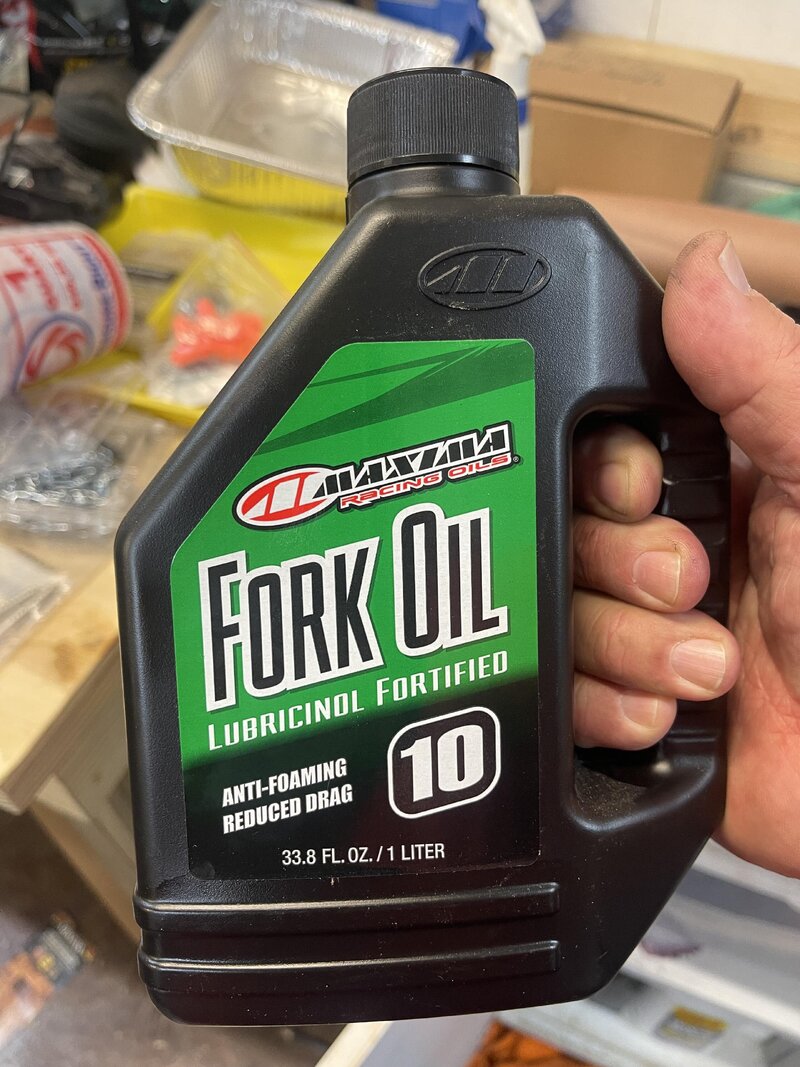 MAXIMA
RACING OILS®
FORK OIL
LUBRICINOL FORTIFIED
10
ANTI-FOAMING
REDUCED DRAG
33.8 FL. OZ. / 1 LITER